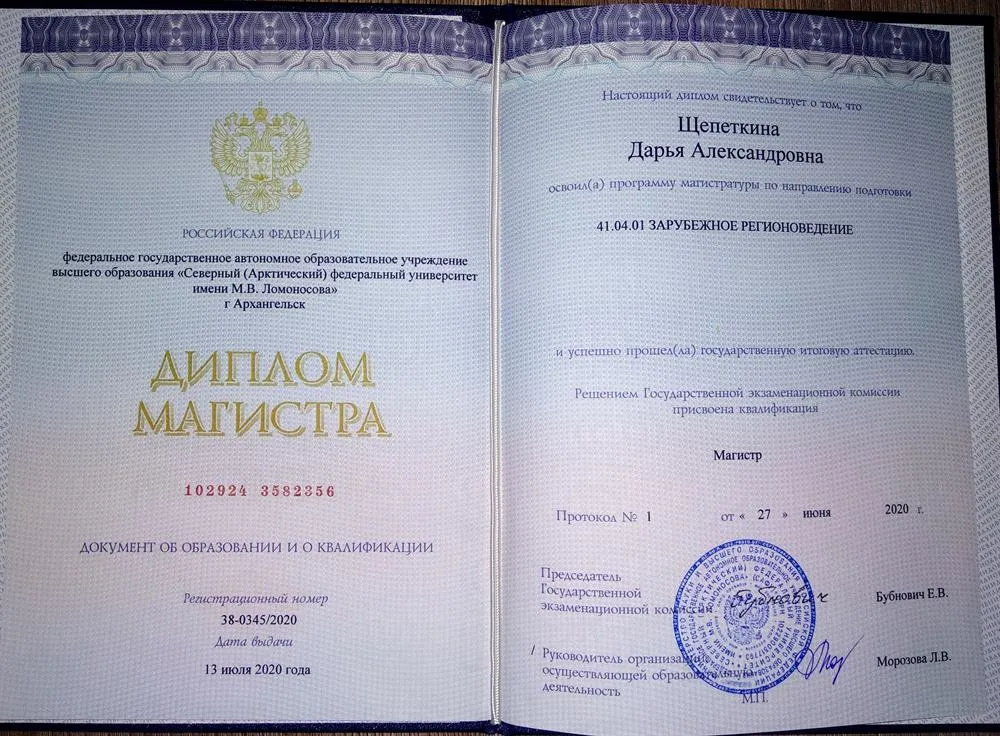 РОССИЙСКАЯ ФЕДЕРАЦИЯ
федеральное государственное автономное образовательное учреждение
высшего образования «Северный (Арктический) федеральный университет
имени М.В. Ломоносова»
г Архангельск
ДИПЛОМ
МАГИСТРА
102924 3582356
ДОКУМЕНТ ОБ ОБРАЗОВАНИИ И О КВАЛИФИКАЦИИ
Регистрационный номер
38-0345/2020
Дата выдачи
13 июля 2020 года
Настоящий диплом свидетельствует о том, что
Щепеткина
Дарья Александровна
освоил(а) программу магистратуры по направлению подготовки
41.04.01 ЗАРУБЕЖНОЕ РЕГИОНОВЕДЕНИЕ
и успешно прошел(ла) государственную итоговую аттестацию.
Решением Государственной экзаменационной комиссии
присвоена квалификация
Магистр
Протокол № 1 от « 27 » июня 2020 г.
Председатель
Государственной
экзаменационной комиссии
Бубнович Е.В.
/ Руководитель организации,
осуществляющей образовательную
деятельность
Морозова Л.В.
М.П.